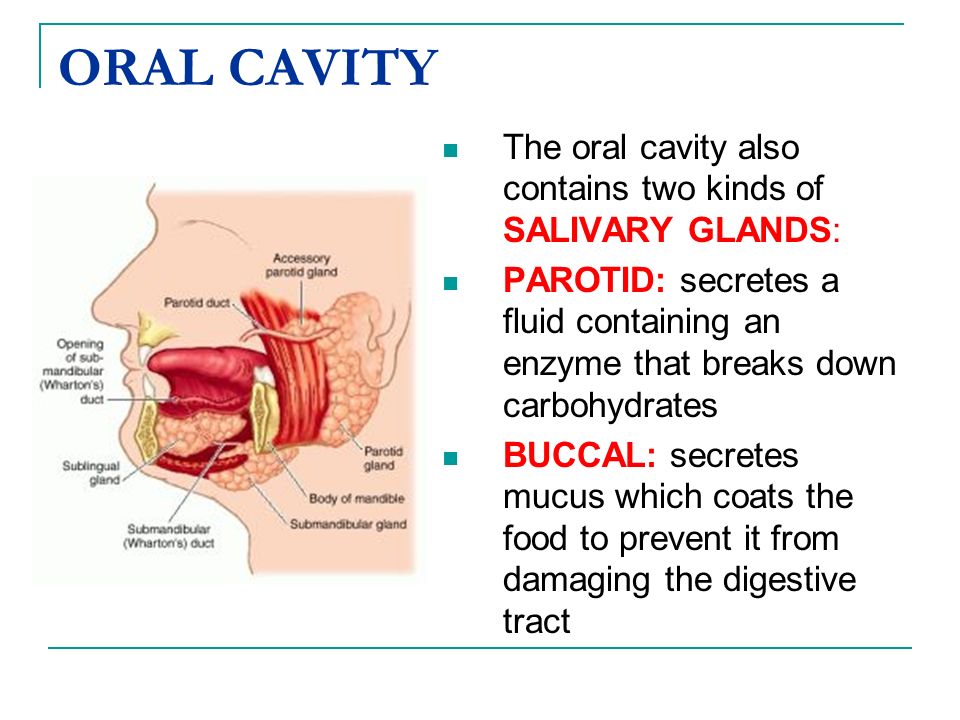 ORAL CAVITY
The oral cavity also
contains two kinds of
SALIVARY GLANDS:
PAROTID: secretes a
fluid containing an
enzyme that breaks down
carbohydrates
BUCCAL: secretes
mucus which coats the
food to prevent it from
damaging the digestive
tract
Accessory
parotid gland
Parotid duct
Opening
of sub-
mandibular
(Wharton's)
duct
Sublingual
gland
Submandibular
(Wharton's) duct
Parotid
gland
Body of mandible
Submandibular gland